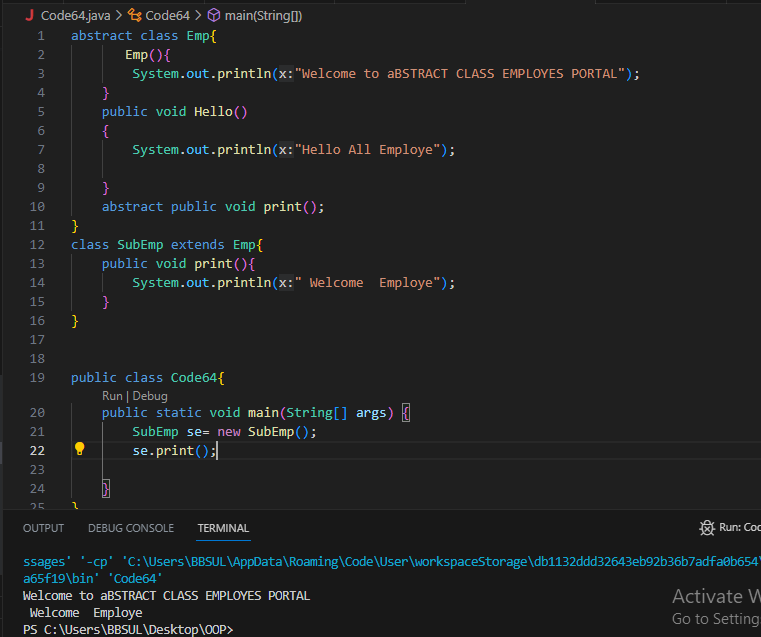 J Code64.java > Code64 > main(String[])
1 abstract class Emp{
2 Emp(){
3 System.out.println(x:"Welcome to aBSTRACT CLASS EMPLOYES PORTAL");
4 }
5 public void Hello()
6 {
7 System.out.println(x:"Hello All Employe");
8
9 }
10 abstract public void print();
11 }
12 class SubEmp extends Emp{
13 public void print(){
14 System.out.println(x:" Welcome  Employe");
15 }
16 }
17
18
19 public class Code64{
Run | Debug
20 public static void main(String[] args) {
21 SubEmp se= new SubEmp();
22 se.print();
23
24 }
25 }
OUTPUT DEBUG CONSOLE TERMINAL Run: Cod
ssages' '-cp' 'C:\Users\BBSUL\AppData\Roaming\Code\User\workspaceStorage\db1132ddd32643eb92b36b7adfa0b654\
a65f19\bin' 'Code64'
Welcome to aBSTRACT CLASS EMPLOYES PORTAL
 Welcome  Employe
PS C:\Users\BBSUL\Desktop\OOP>
Activate W
Go to Setting